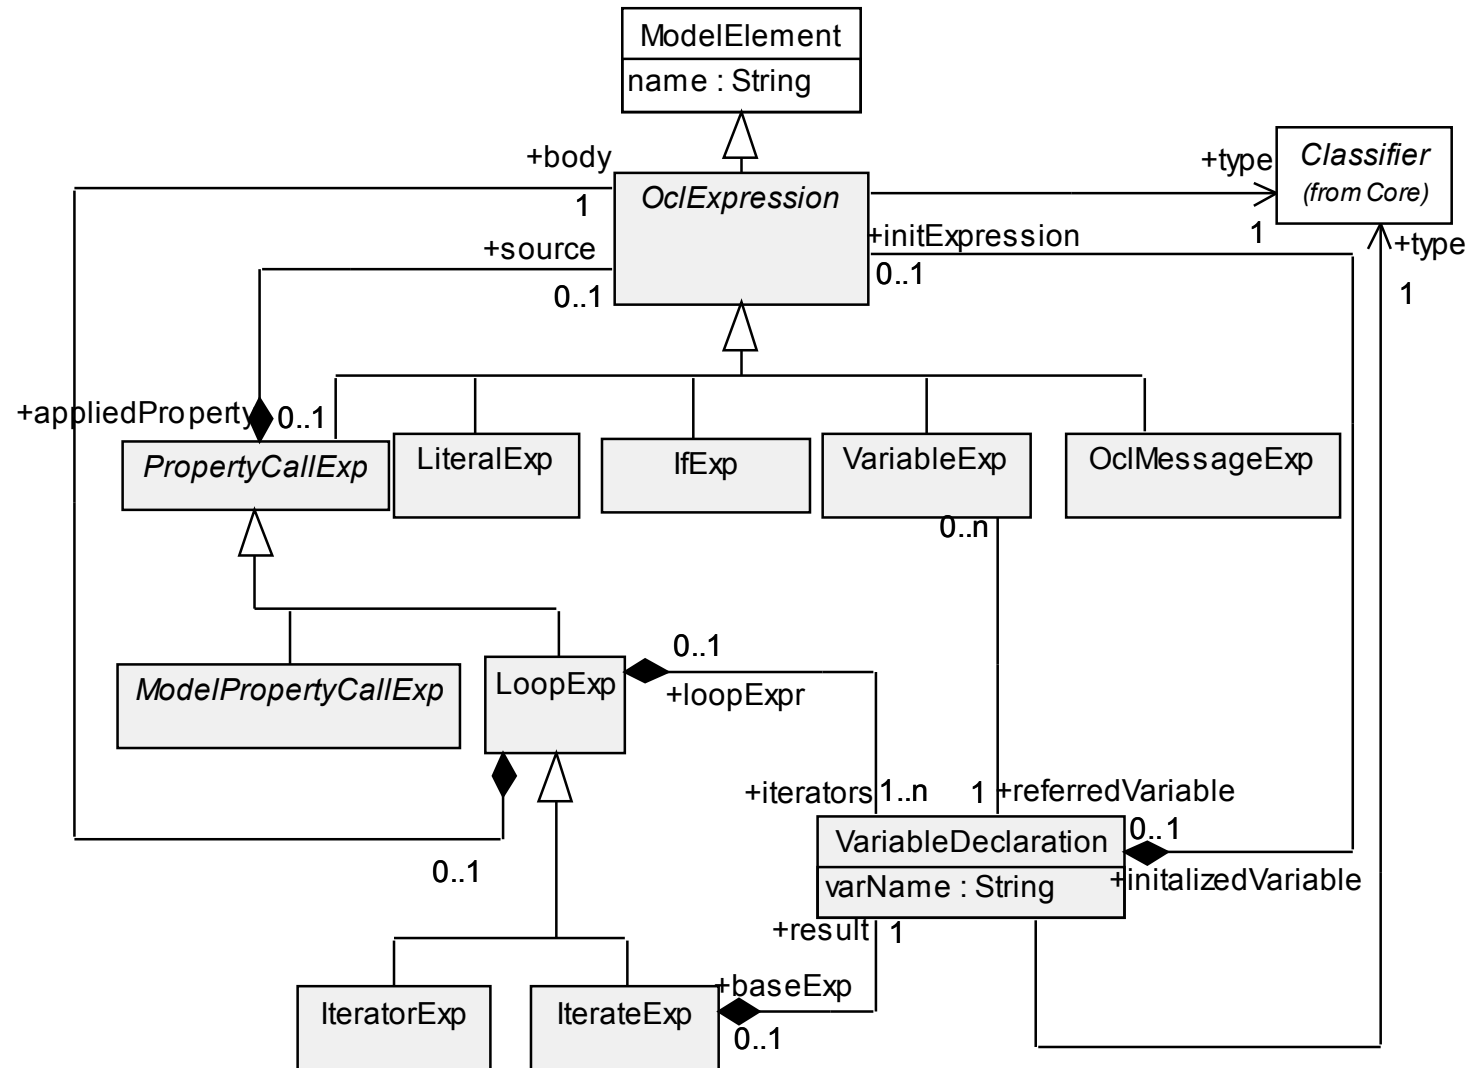 ModelElement
name : String
+body
1
OclExpression
+type
1
Classifier
(from Core)
+source
0..1
+initExpression
0..1
+type
1
+appliedProperty
0..1
PropertyCallExp
LiteralExp
IfExp
VariableExp
OclMessageExp
0..n
ModelPropertyCallExp
LoopExp
0..1
+loopExpr
+iterators
1..n
1
+referredVariable
VariableDeclaration
varName : String
0..1
+initalizedVariable
0..1
+result
1
+baseExp
0..1
IteratorExp
IterateExp